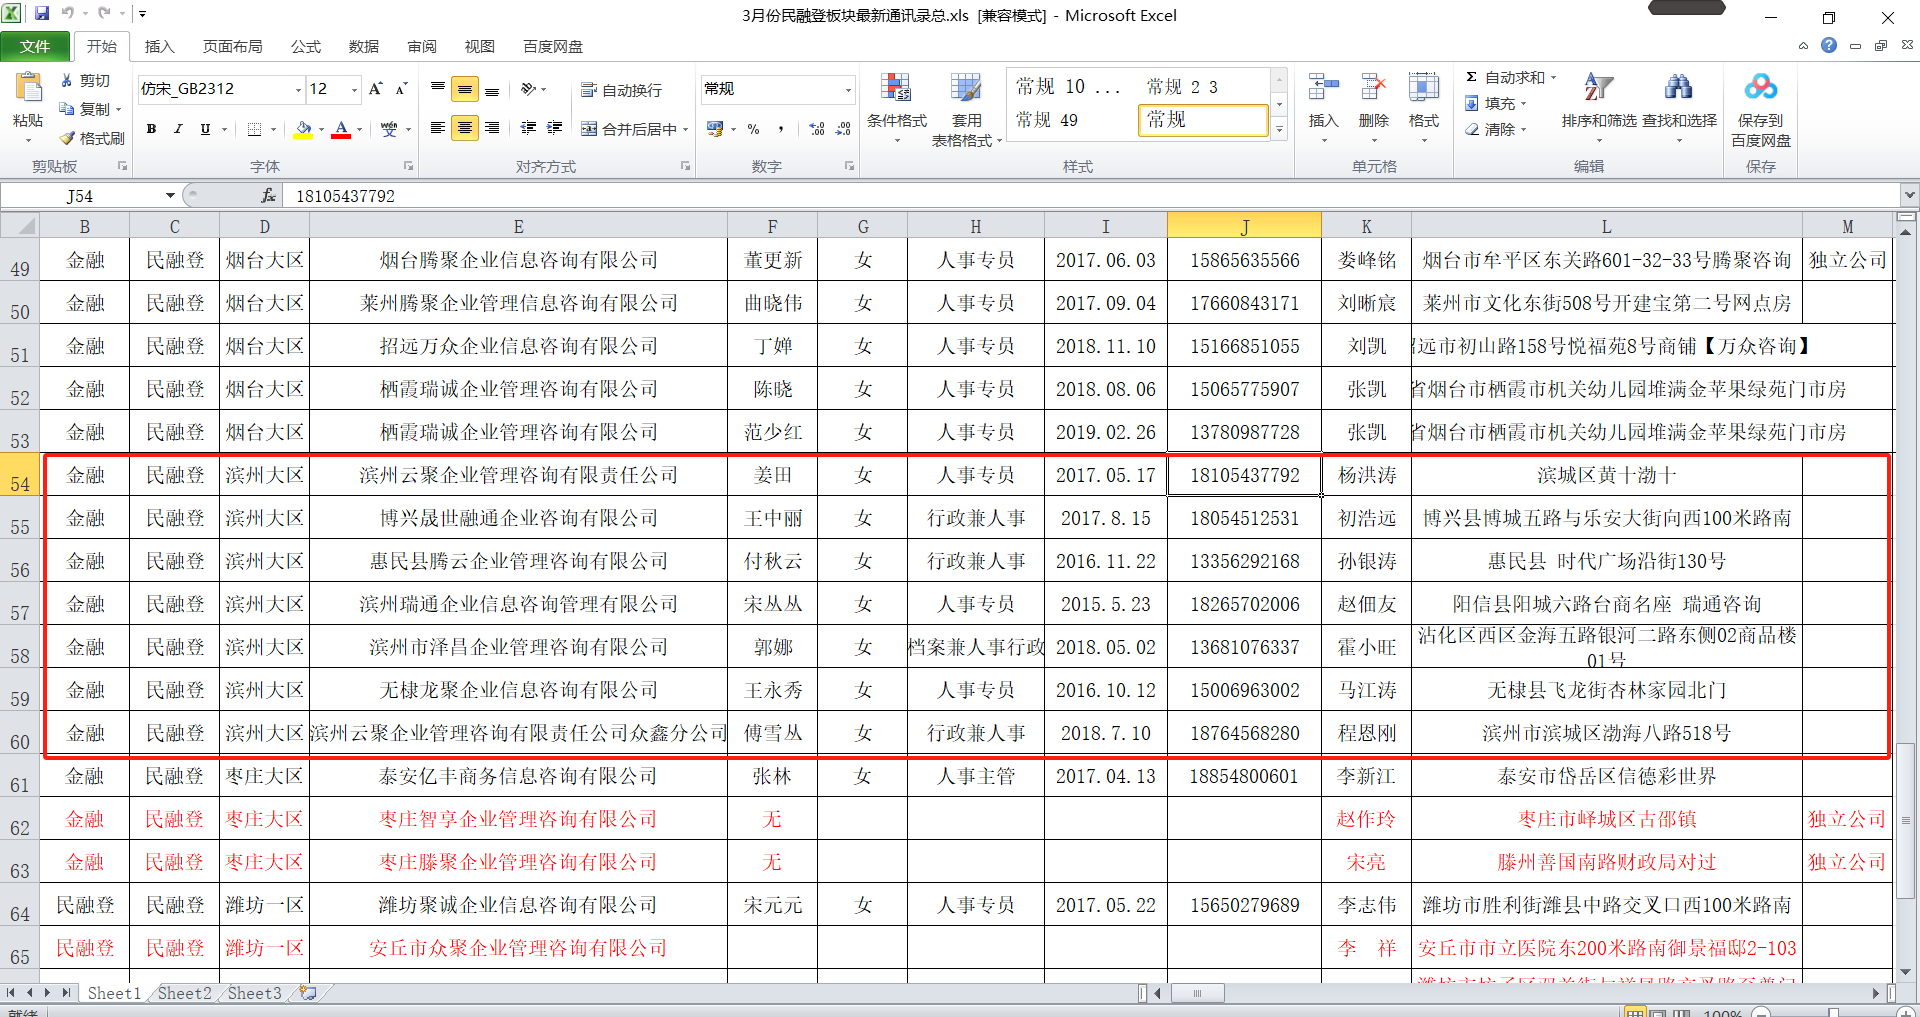 3月份民融登板块最新通讯录总.xls [兼容模式] - Microsoft Excel
文件 开始 插入 页面布局 公式 数据 审阅 视图 百度网盘
粘贴 剪切 复制 格式刷 剪贴板
仿宋_GB2312 12 B I U 字体
自动换行 合并后居中 对齐方式
常规 % , 数字
条件格式 套用 表格格式 常规 10 ... 常规 2 3 常规 49 常规 样式
插入 删除 格式 单元格
Σ 自动求和 填充 清除 排序和筛选 查找和选择 编辑
保存到 百度网盘 保存
J54 fx 18105437792
B C D E F G H I J K L M
49 金融 民融登 烟台大区 烟台腾聚企业信息咨询有限公司 董更新 女 人事专员 2017.06.03 15865635566 娄峰铭 烟台市牟平区东关路601-32-33号腾聚咨询 独立公司
50 金融 民融登 烟台大区 莱州腾聚企业管理信息咨询有限公司 曲晓伟 女 人事专员 2017.09.04 17660843171 刘晰宸 莱州市文化东街508号开建宝第二号网点房
51 金融 民融登 烟台大区 招远万众企业信息咨询有限公司 丁婵 女 人事专员 2018.11.10 15166851055 刘凯 远市初山路158号悦福苑8号商铺【万众咨询】
52 金融 民融登 烟台大区 栖霞瑞诚企业管理咨询有限公司 陈晓 女 人事专员 2018.08.06 15065775907 张凯 省烟台市栖霞市机关幼儿园堆满金苹果绿苑门市房
53 金融 民融登 烟台大区 栖霞瑞诚企业管理咨询有限公司 范少红 女 人事专员 2019.02.26 13780987728 张凯 省烟台市栖霞市机关幼儿园堆满金苹果绿苑门市房
54 金融 民融登 滨州大区 滨州云聚企业管理咨询有限责任公司 姜田 女 人事专员 2017.05.17 18105437792 杨洪涛 滨城区黄十渤十
55 金融 民融登 滨州大区 博兴晟世融通企业咨询有限公司 王中丽 女 行政兼人事 2017.8.15 18054512531 初浩远 博兴县博城五路与乐安大街向西100米路南
56 金融 民融登 滨州大区 惠民县腾云企业管理咨询有限公司 付秋云 女 行政兼人事 2016.11.22 13356292168 孙银涛 惠民县 时代广场沿街130号
57 金融 民融登 滨州大区 滨州瑞通企业信息咨询管理有限公司 宋丛丛 女 人事专员 2015.5.23 18265702006 赵佃友 阳信县阳城六路台商名座 瑞通咨询
58 金融 民融登 滨州大区 滨州市泽昌企业管理咨询有限公司 郭娜 女 档案兼人事行政 2018.05.02 13681076337 霍小旺 沾化区西区金海五路银河二路东侧02商品楼
01号
59 金融 民融登 滨州大区 无棣龙聚企业信息咨询有限公司 王永秀 女 人事专员 2016.10.12 15006963002 马江涛 无棣县飞龙街杏林家园北门
60 金融 民融登 滨州大区 滨州云聚企业管理咨询有限责任公司众鑫分公司 傅雪丛 女 行政兼人事 2018.7.10 18764568280 程恩刚 滨州市滨城区渤海八路518号
61 金融 民融登 枣庄大区 泰安亿丰商务信息咨询有限公司 张林 女 人事主管 2017.04.13 18854800601 李新江 泰安市岱岳区信德彩世界
62 金融 民融登 枣庄大区 枣庄智享企业管理咨询有限公司 无 赵作玲 枣庄市峄城区古邵镇 独立公司
63 金融 民融登 枣庄大区 枣庄滕聚企业管理咨询有限公司 无 宋亮 滕州善国南路财政局对过 独立公司
64 民融登 民融登 潍坊一区 潍坊聚诚企业信息咨询有限公司 宋元元 女 人事专员 2017.05.22 15650279689 李志伟 潍坊市胜利街潍县中路交叉口西100米路南
65 民融登 民融登 潍坊一区 安丘市众聚企业管理咨询有限公司 李 祥 安丘市市立医院东200米路南御景福邸2-103
Sheet1 Sheet2 Sheet3
就绪 100%